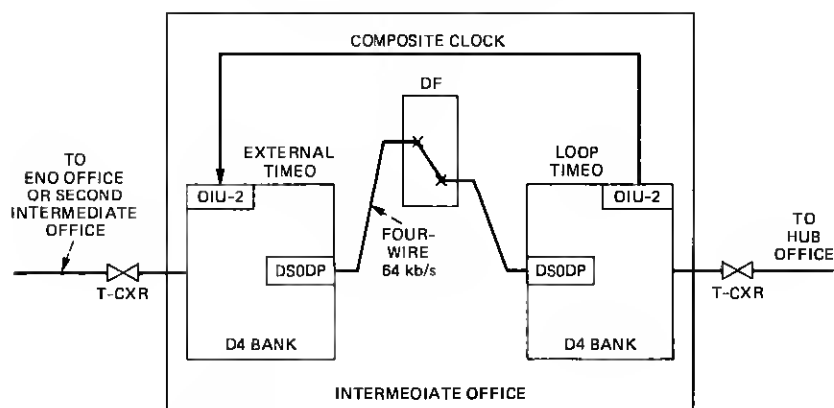 COMPOSITE CLOCK
DF
EXTERNAL
TIMEO
LOOP
TIMEO
TO
ENO OFFICE
OR SECOND
INTERMEDIATE
OFFICE
OIU-2
OIU-2
FOUR-
WIRE
64 kb/s
TO
HUB
OFFICE
DS0DP
DS0DP
T-CXR
T-CXR
D4 BANK
D4 BANK
INTERMEOIATE OFFICE